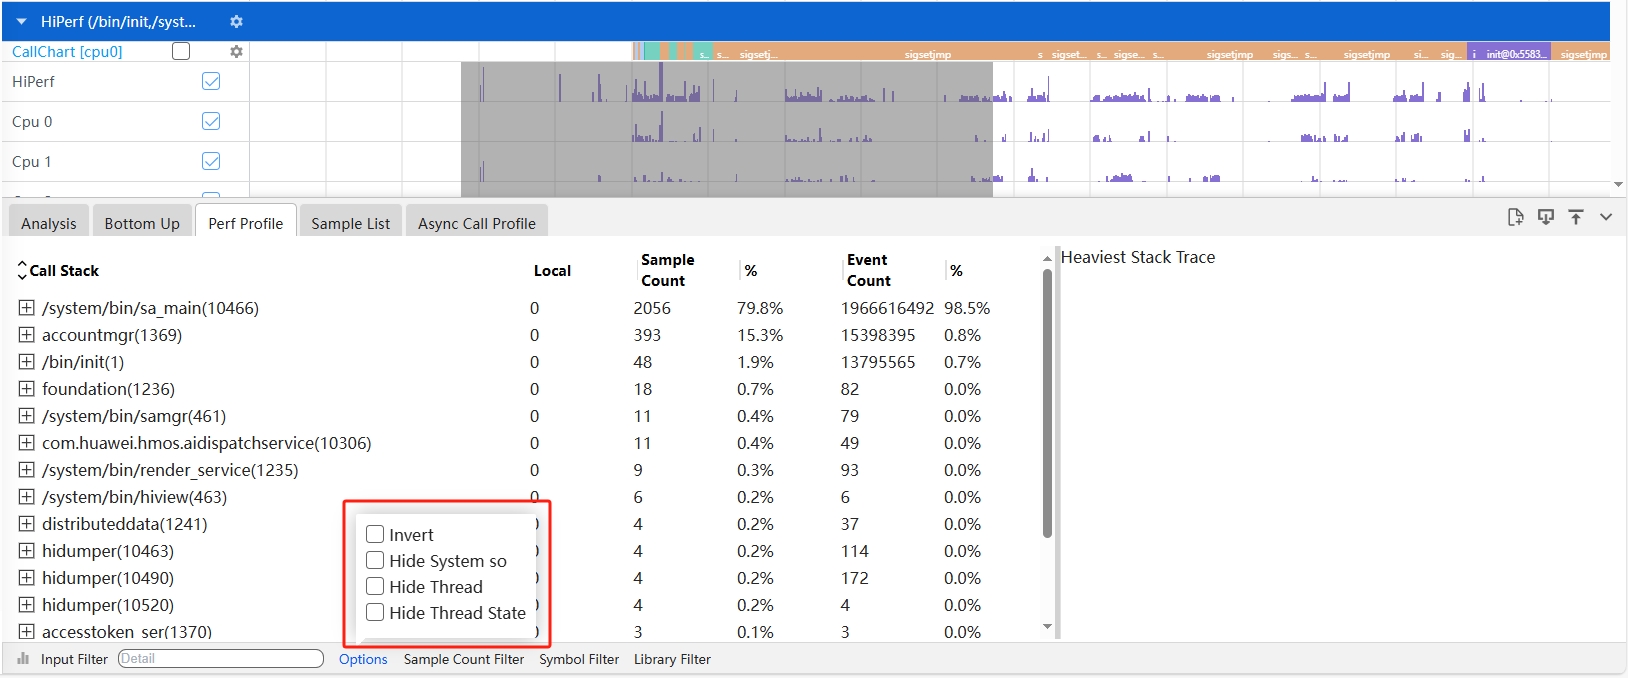 HiPerf (/bin/init,/syst...
CallChart [cpu0]
s... s... sigsetj... sigsetjmp s sigset... s... sigse... s... sigsetjmp sigs... s... sigsetjmp si... sig... i init@0x5583... sigsetjmp
HiPerf
Cpu 0
Cpu 1
Analysis Bottom Up Perf Profile Sample List Async Call Profile
Call Stack Local Sample Count % Event Count % Heaviest Stack Trace
/system/bin/sa_main(10466) 0 2056 79.8% 1966616492 98.5%
accountmgr(1369) 0 393 15.3% 15398395 0.8%
/bin/init(1) 0 48 1.9% 13795565 0.7%
foundation(1236) 0 18 0.7% 82 0.0%
/system/bin/samgr(461) 0 11 0.4% 79 0.0%
com.huawei.hmos.aidispatchservice(10306) 0 11 0.4% 49 0.0%
/system/bin/render_service(1235) 0 9 0.3% 93 0.0%
/system/bin/hiview(463) 0 6 0.2% 6 0.0%
distributeddata(1241) 4 0.2% 37 0.0%
hidumper(10463) 4 0.2% 114 0.0%
hidumper(10490) 4 0.2% 172 0.0%
hidumper(10520) 4 0.2% 4 0.0%
accesstoken_ser(1370) 3 0.1% 3 0.0%
Invert
Hide System so
Hide Thread
Hide Thread State
Input Filter Detail Options Sample Count Filter Symbol Filter Library Filter